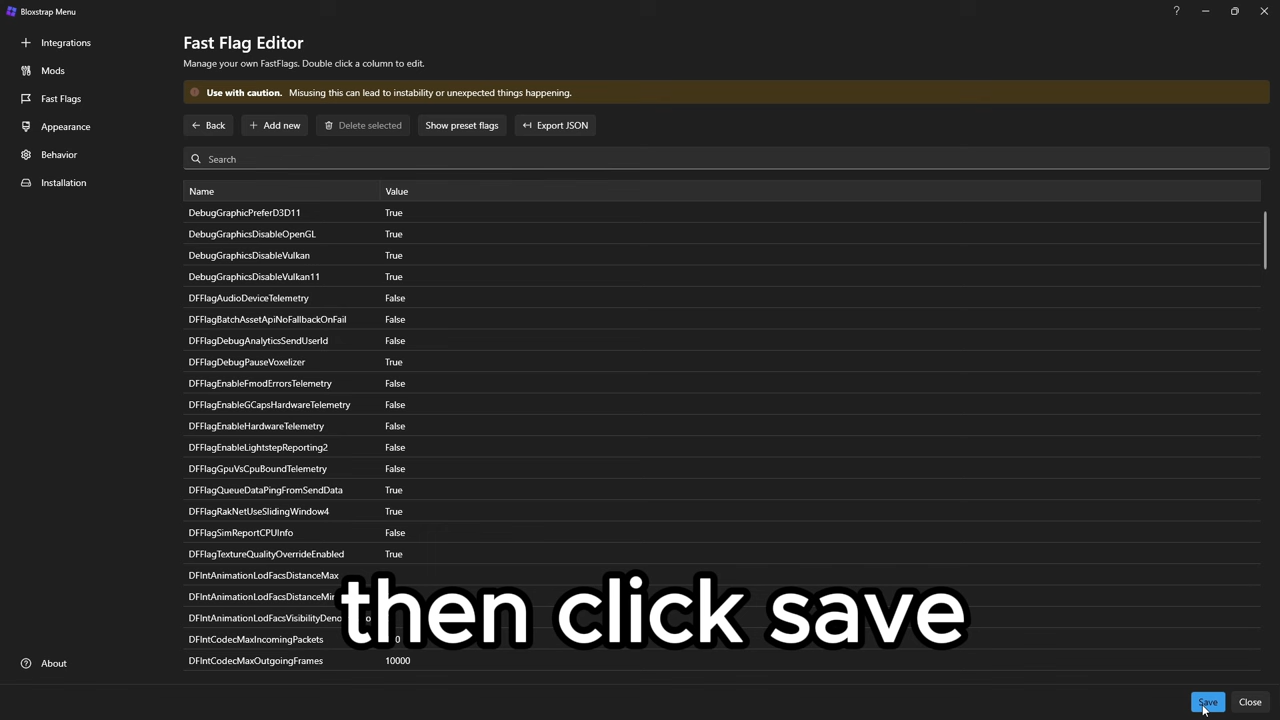 Bloxstrap Menu
?
Integrations
Mods
Fast Flags
Appearance
Behavior
Installation
About
Fast Flag Editor
Manage your own FastFlags. Double click a column to edit.
Use with caution. Misusing this can lead to instability or unexpected things happening.
Back
Add new
Delete selected
Show preset flags
Export JSON
Search
Name Value
DebugGraphicPreferD3D11 True
DebugGraphicsDisableOpenGL True
DebugGraphicsDisableVulkan True
DebugGraphicsDisableVulkan11 True
DFFlagAudioDeviceTelemetry False
DFFlagBatchAssetApiNoFallbackOnFail False
DFFlagDebugAnalyticsSendUserId False
DFFlagDebugPauseVoxelizer True
DFFlagEnableFmodErrorsTelemetry False
DFFlagEnableGCapsHardwareTelemetry False
DFFlagEnableHardwareTelemetry False
DFFlagEnableLightstepReporting2 False
DFFlagGpuVsCpuBoundTelemetry False
DFFlagQueueDataPingFromSendData True
DFFlagRakNetUseSlidingWindow4 True
DFFlagSimReportCPUInfo False
DFFlagTextureQualityOverrideEnabled True
DFIntAnimationLodFacsDistanceMax
DFIntAnimationLodFacsDistanceMin
DFIntAnimationLodFacsVisibilityDeno
DFIntCodecMaxIncomingPackets
DFIntCodecMaxOutgoingFrames 10000
then click save
Save
Close